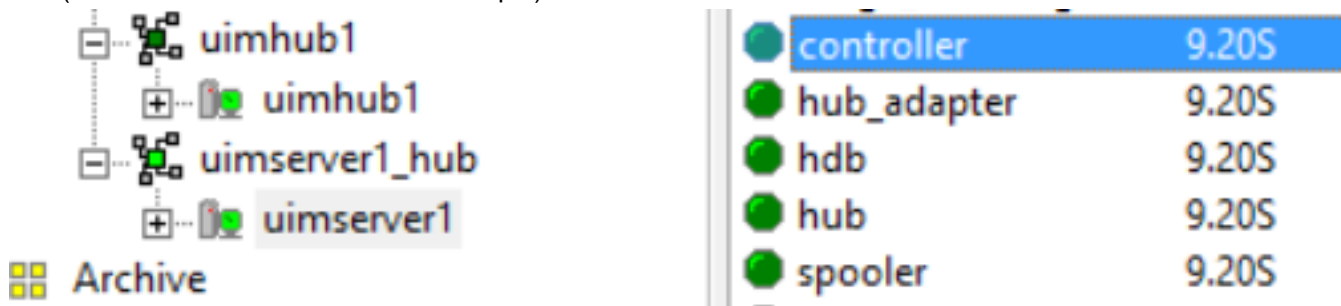 uimhub1
uimhub1
uimserver1_hub
uimserver1
Archive
controller 9.20S
hub_adapter 9.20S
hdb 9.20S
hub 9.20S
spooler 9.20S